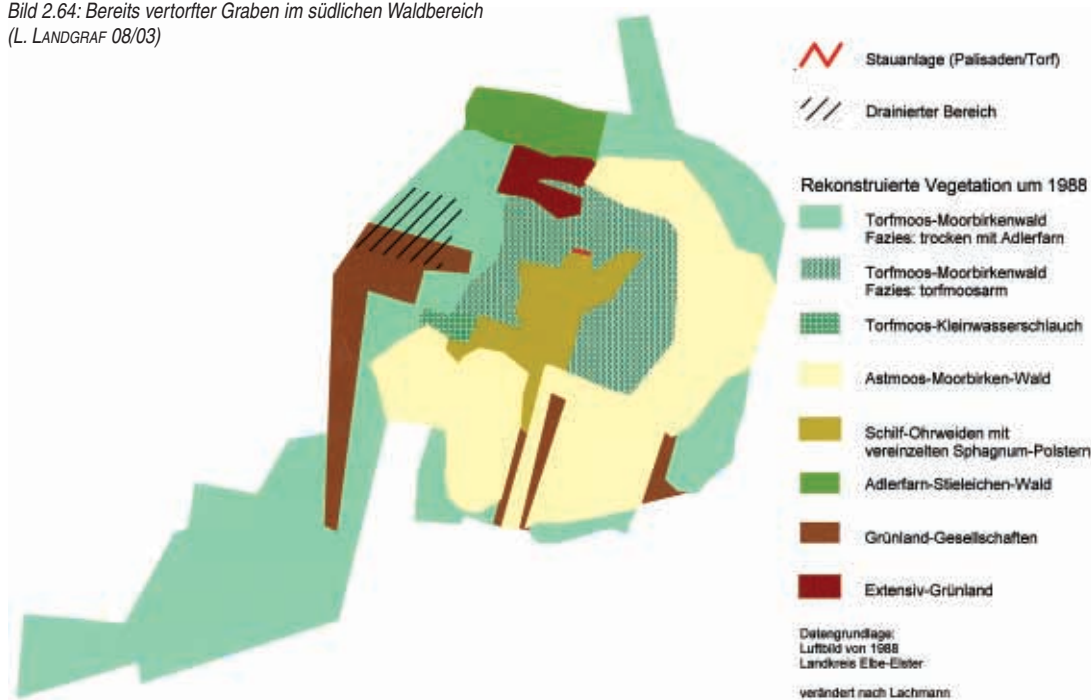 Bild 2.64: Bereits vertorfter Graben im südlichen Waldbereich
(L. LANDGRAF 08/03)
Stauanlage (Palisaden/Torf)
Drainierter Bereich
Rekonstruierte Vegetation um 1988
Torfmoos-Moorbirkenwald
Fazies: trocken mit Adlerfarn
Torfmoos-Moorbirkenwald
Fazies: torfmoosarm
Torfmoos-Kleinwasserschlauch
Astmoos-Moorbirken-Wald
Schilf-Ohrweiden mit
vereinzelten Sphagnum-Polstern
Adlerfarn-Stieleichen-Wald
Grünland-Gesellschaften
Extensiv-Grünland
Datengrundlage:
Luftbild von 1988
Landkreis Elbe-Elster
verändert nach Lachmann